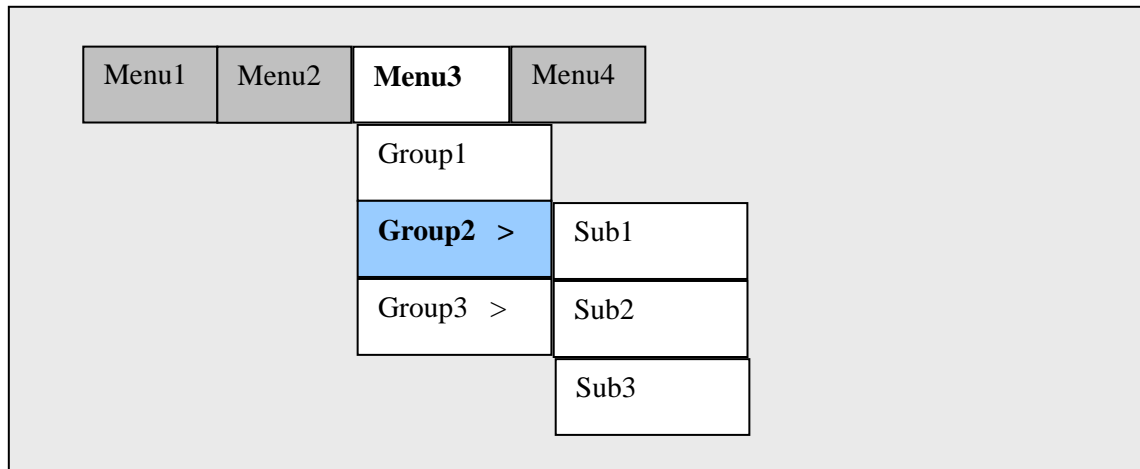 Menu1 Menu2 Menu3 Menu4
Group1
Group2 > Sub1
Group3 > Sub2
Sub3